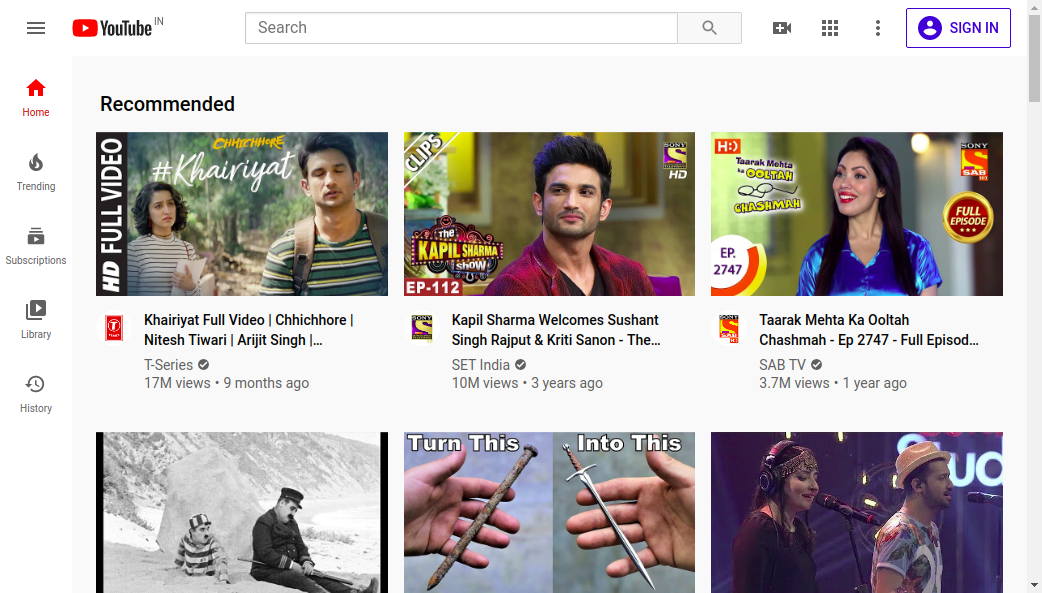 YouTube IN
Search
SIGN IN
Home
Trending
Subscriptions
Library
History
Recommended
HD FULL VIDEO
CHHICHHORE
#Khairiyat
Khairiyat Full Video | Chhichhore |
Nitesh Tiwari | Arijit Singh |...
T-Series
17M views • 9 months ago
CLIPS
SONY
HD
The
KAPIL SHARMA
show
EP-112
Kapil Sharma Welcomes Sushant
Singh Rajput & Kriti Sanon - The...
SET India
10M views • 3 years ago
HD
Taarak Mehta
ka OOLTAH
CHASHMAH
SONY
SAB
HD
FULL
EPISODE
EP.
2747
Taarak Mehta Ka Ooltah
Chashmah - Ep 2747 - Full Episod...
SAB TV
3.7M views • 1 year ago
Turn This
Into This